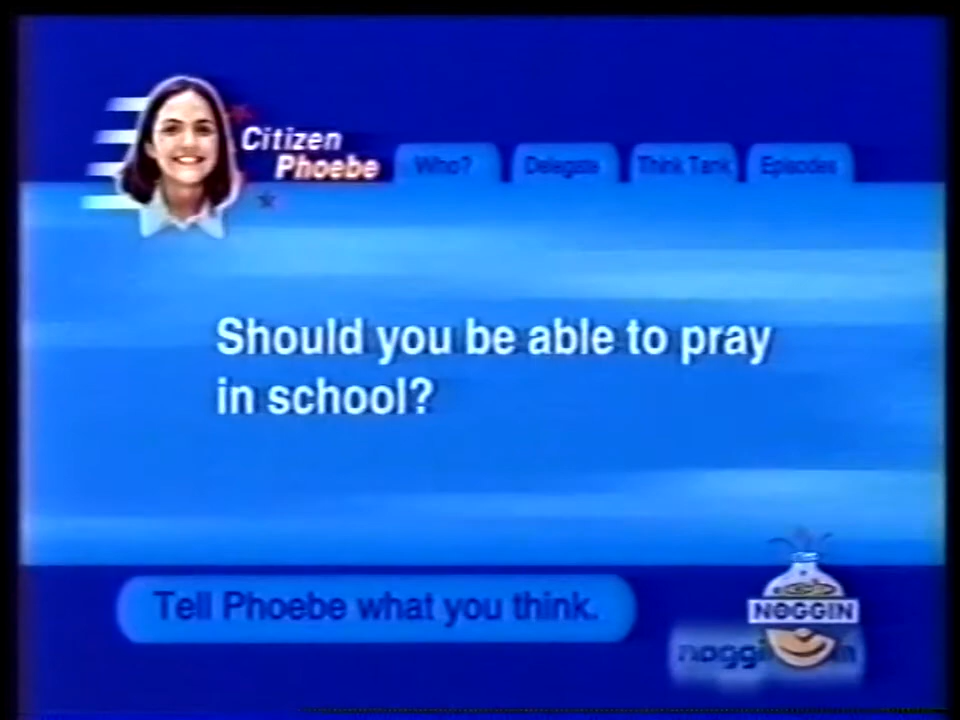 Citizen
Phoebe
Who?
Delegate
Think Tank
Episodes
Should you be able to pray
in school?
Tell Phoebe what you think.
NOGGIN